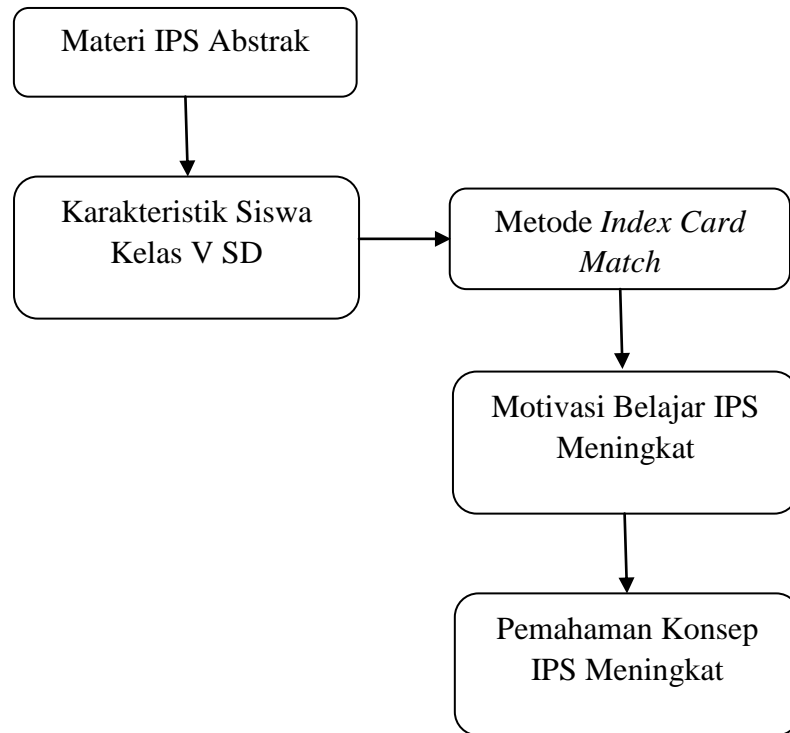 Materi IPS Abstrak
Karakteristik Siswa
Kelas V SD
Metode Index Card
Match
Motivasi Belajar IPS
Meningkat
Pemahaman Konsep
IPS Meningkat